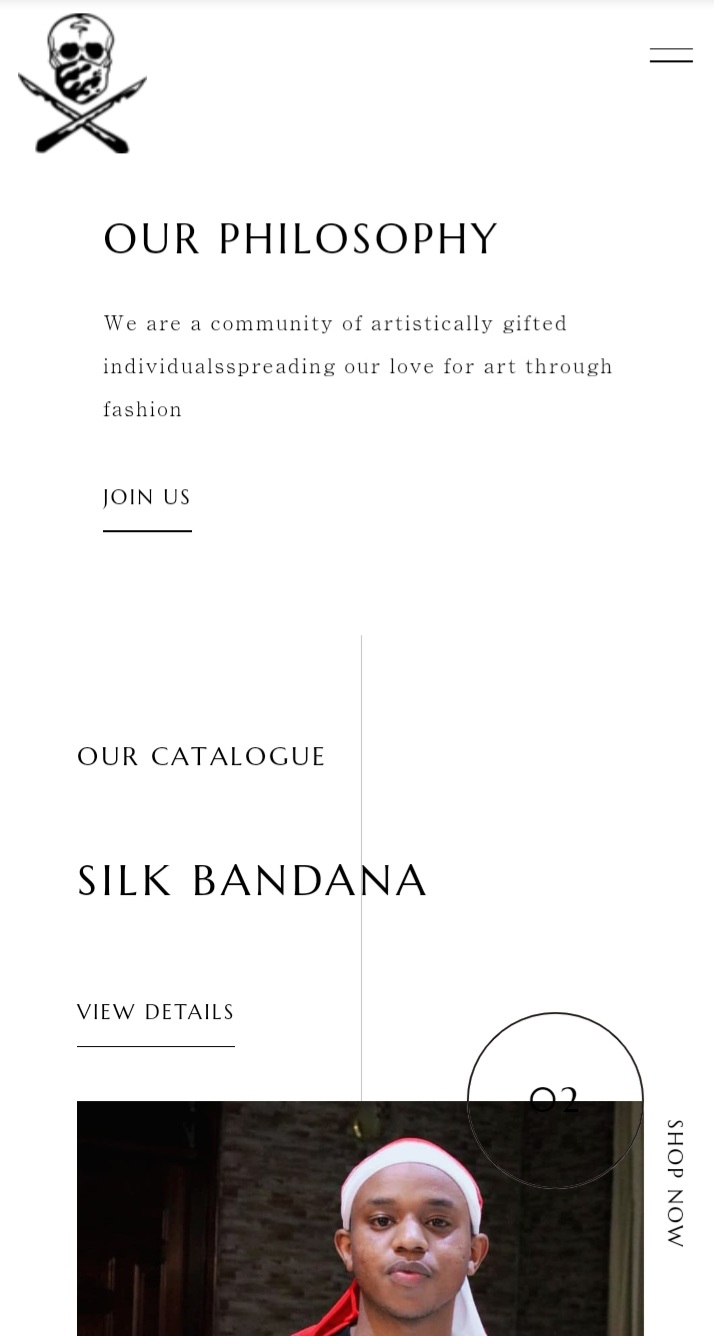 OUR PHILOSOPHY
We are a community of artistically gifted
individualsspreading our love for art through
fashion
JOIN US
OUR CATALOGUE
SILK BANDANA
VIEW DETAILS
02
SHOP NOW